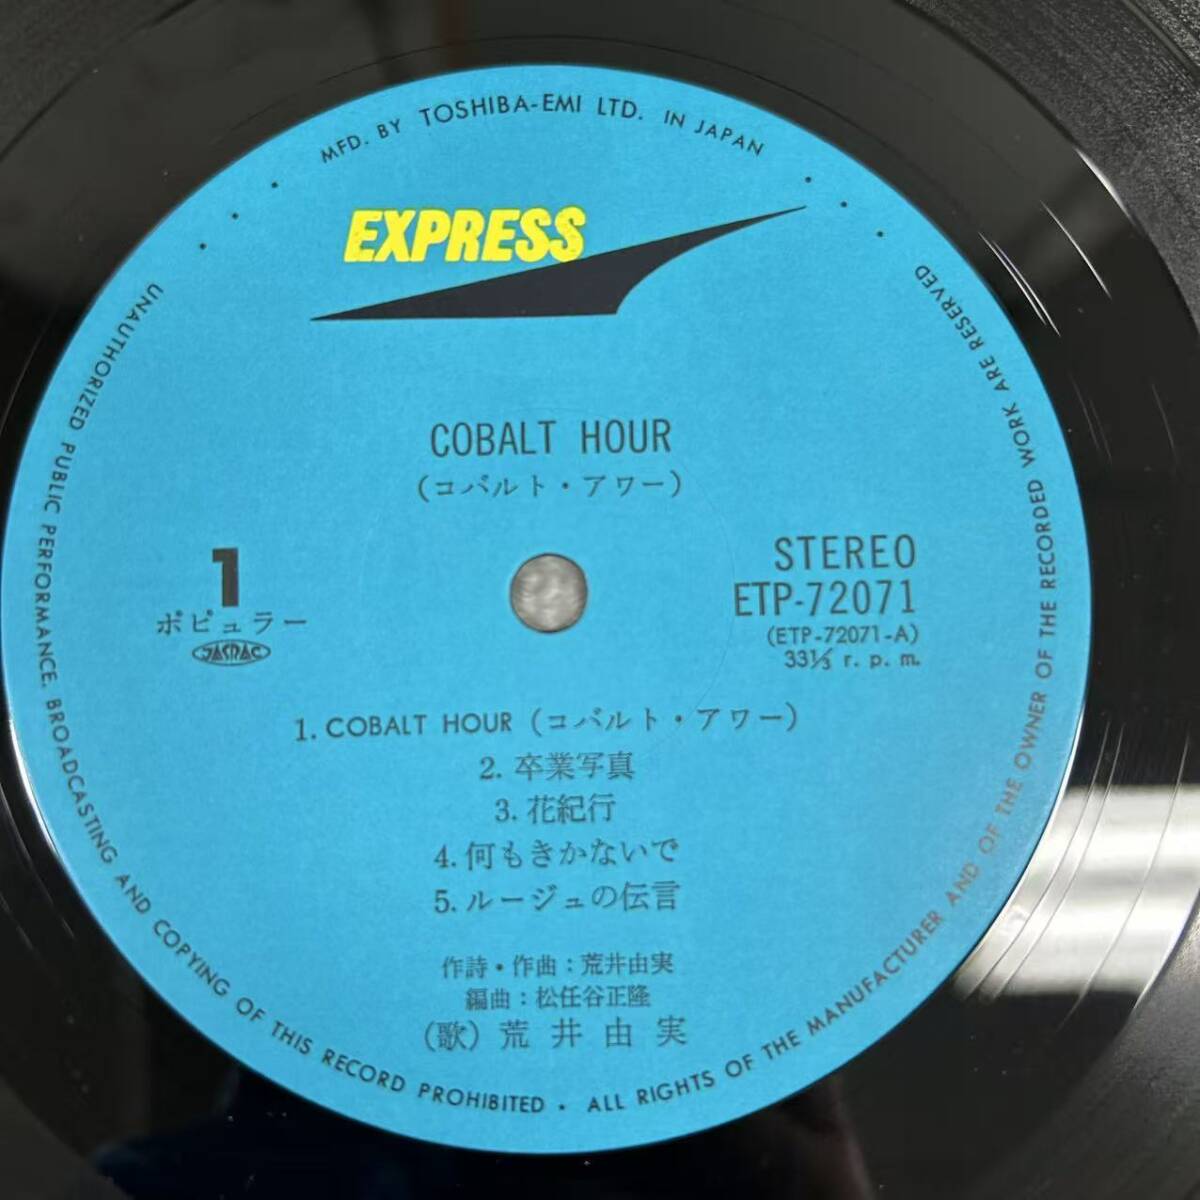 MFD. BY TOSHIBA-EMI LTD. IN JAPAN
EXPRESS
COBALT HOUR
(コバルト・アワー)
1
ポピュラー
JASRAC
STEREO
ETP-72071
(ETP-72071-A)
33⅓ r. p. m.
1. COBALT HOUR (コバルト・アワー)
2. 卒業写真
3. 花紀行
4. 何もきかないで
5. ルージュの伝言
作詩・作曲：荒井由実
編曲：松任谷正隆
(歌) 荒井由実
UNAUTHORIZED PUBLIC PERFORMANCE. BROADCASTING AND COPYING OF THIS RECORD PROHIBITED • ALL RIGHTS OF THE MANUFACTURER AND OF THE OWNER OF THE RECORDED WORK ARE RESERVED